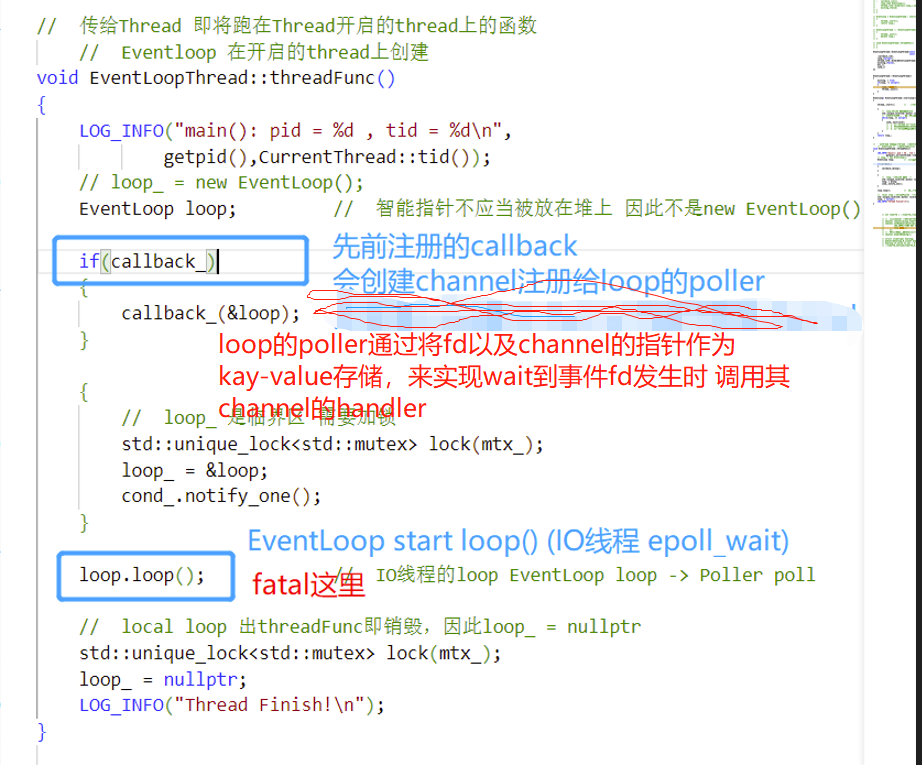 //  传给Thread 即将跑在Thread开启的thread上的函数
//  Eventloop 在开启的thread上创建
void EventLoopThread::threadFunc()
{
LOG_INFO("main(): pid = %d , tid = %d\n",
getpid(),CurrentThread::tid());
// loop_ = new EventLoop();
EventLoop loop;          //  智能指针不应当被放在堆上 因此不是new EventLoop()
if(callback_)
先前注册的callback
会创建channel注册给loop的poller
{
callback_(&loop);
}
loop的poller通过将fd以及channel的指针作为
kay-value存储，来实现wait到事件fd发生时 调用其
channel的handler
{
//  loop_ 是临界区 需要加锁
std::unique_lock<std::mutex> lock(mtx_);
loop_ = &loop;
cond_.notify_one();
}
EventLoop start loop() (IO线程 epoll_wait)
loop.loop();          //  IO线程的loop EventLoop loop -> Poller poll
fatal这里
//  local loop 出threadFunc即销毁，因此loop_ = nullptr
std::unique_lock<std::mutex> lock(mtx_);
loop_ = nullptr;
LOG_INFO("Thread Finish!\n");
}